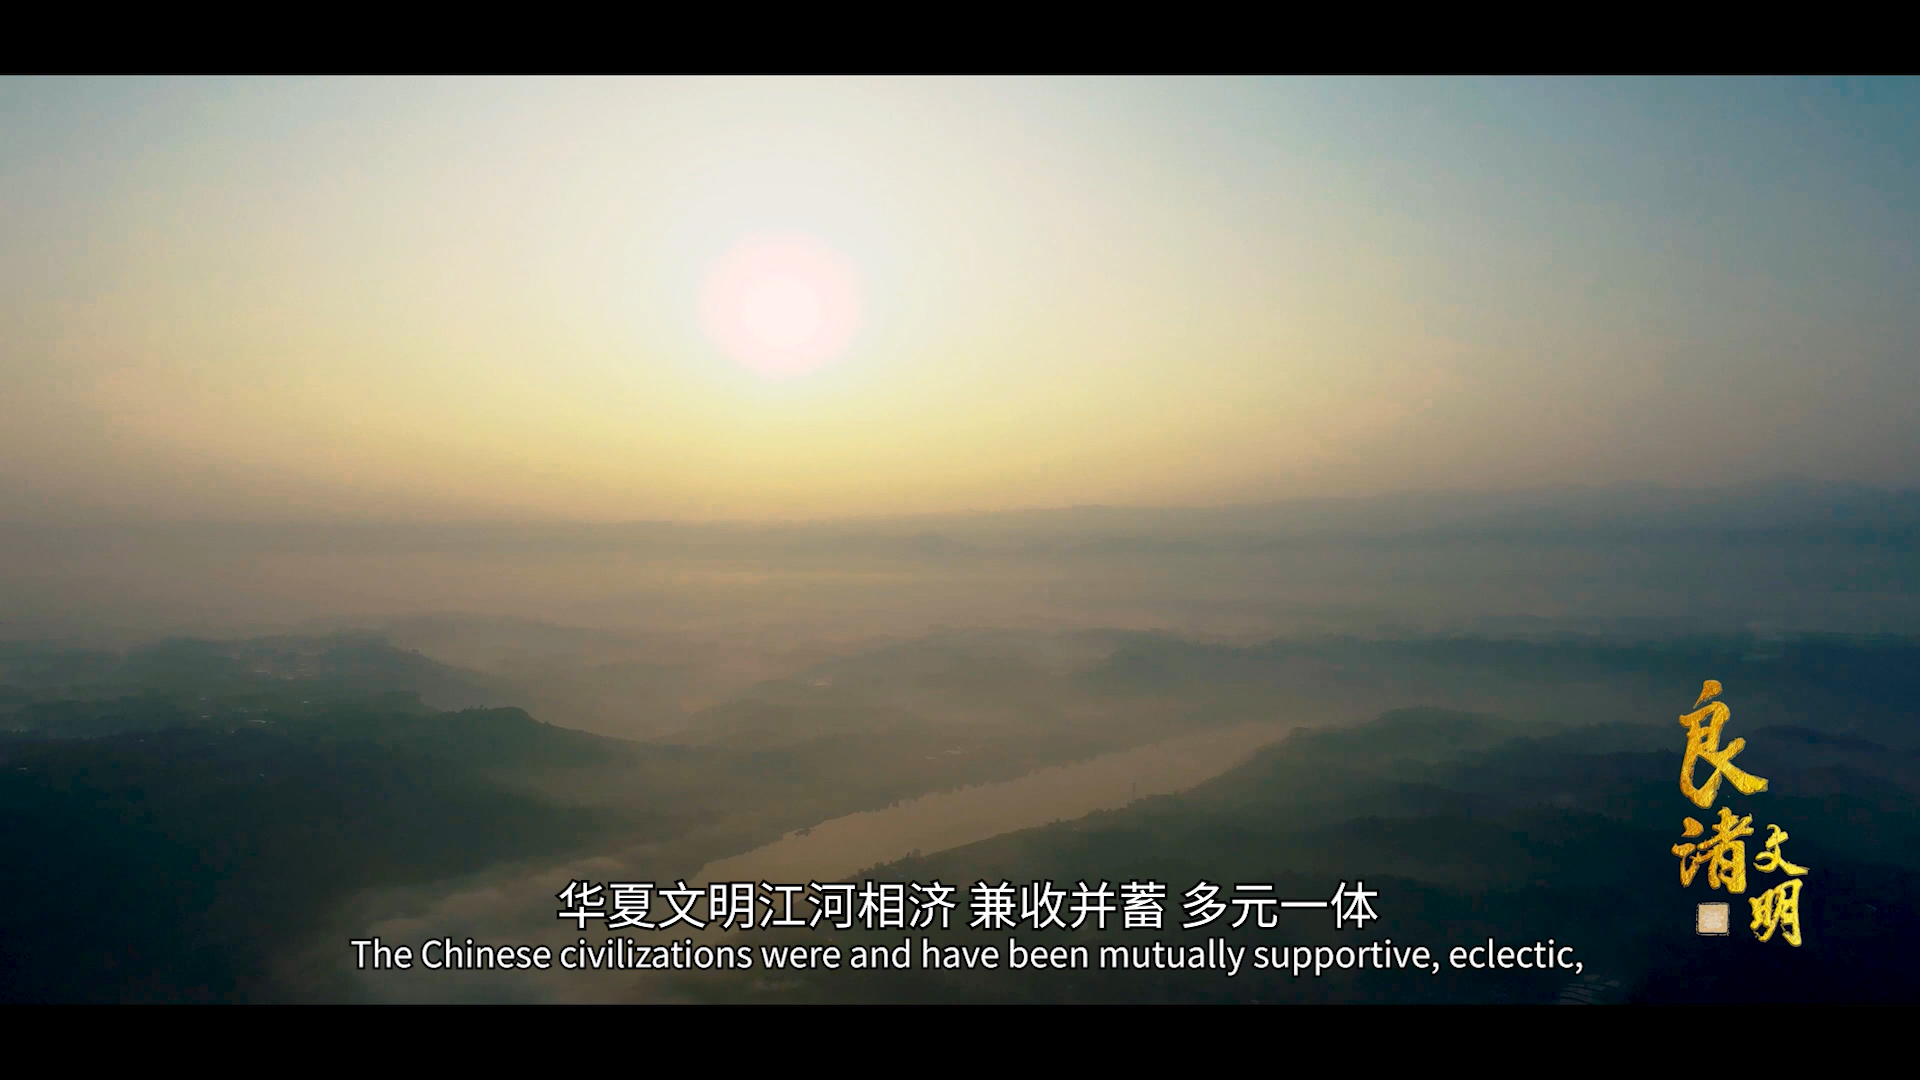 华夏文明江河相济 兼收并蓄 多元一体
The Chinese civilizations were and have been mutually supportive, eclectic,
良渚
文明